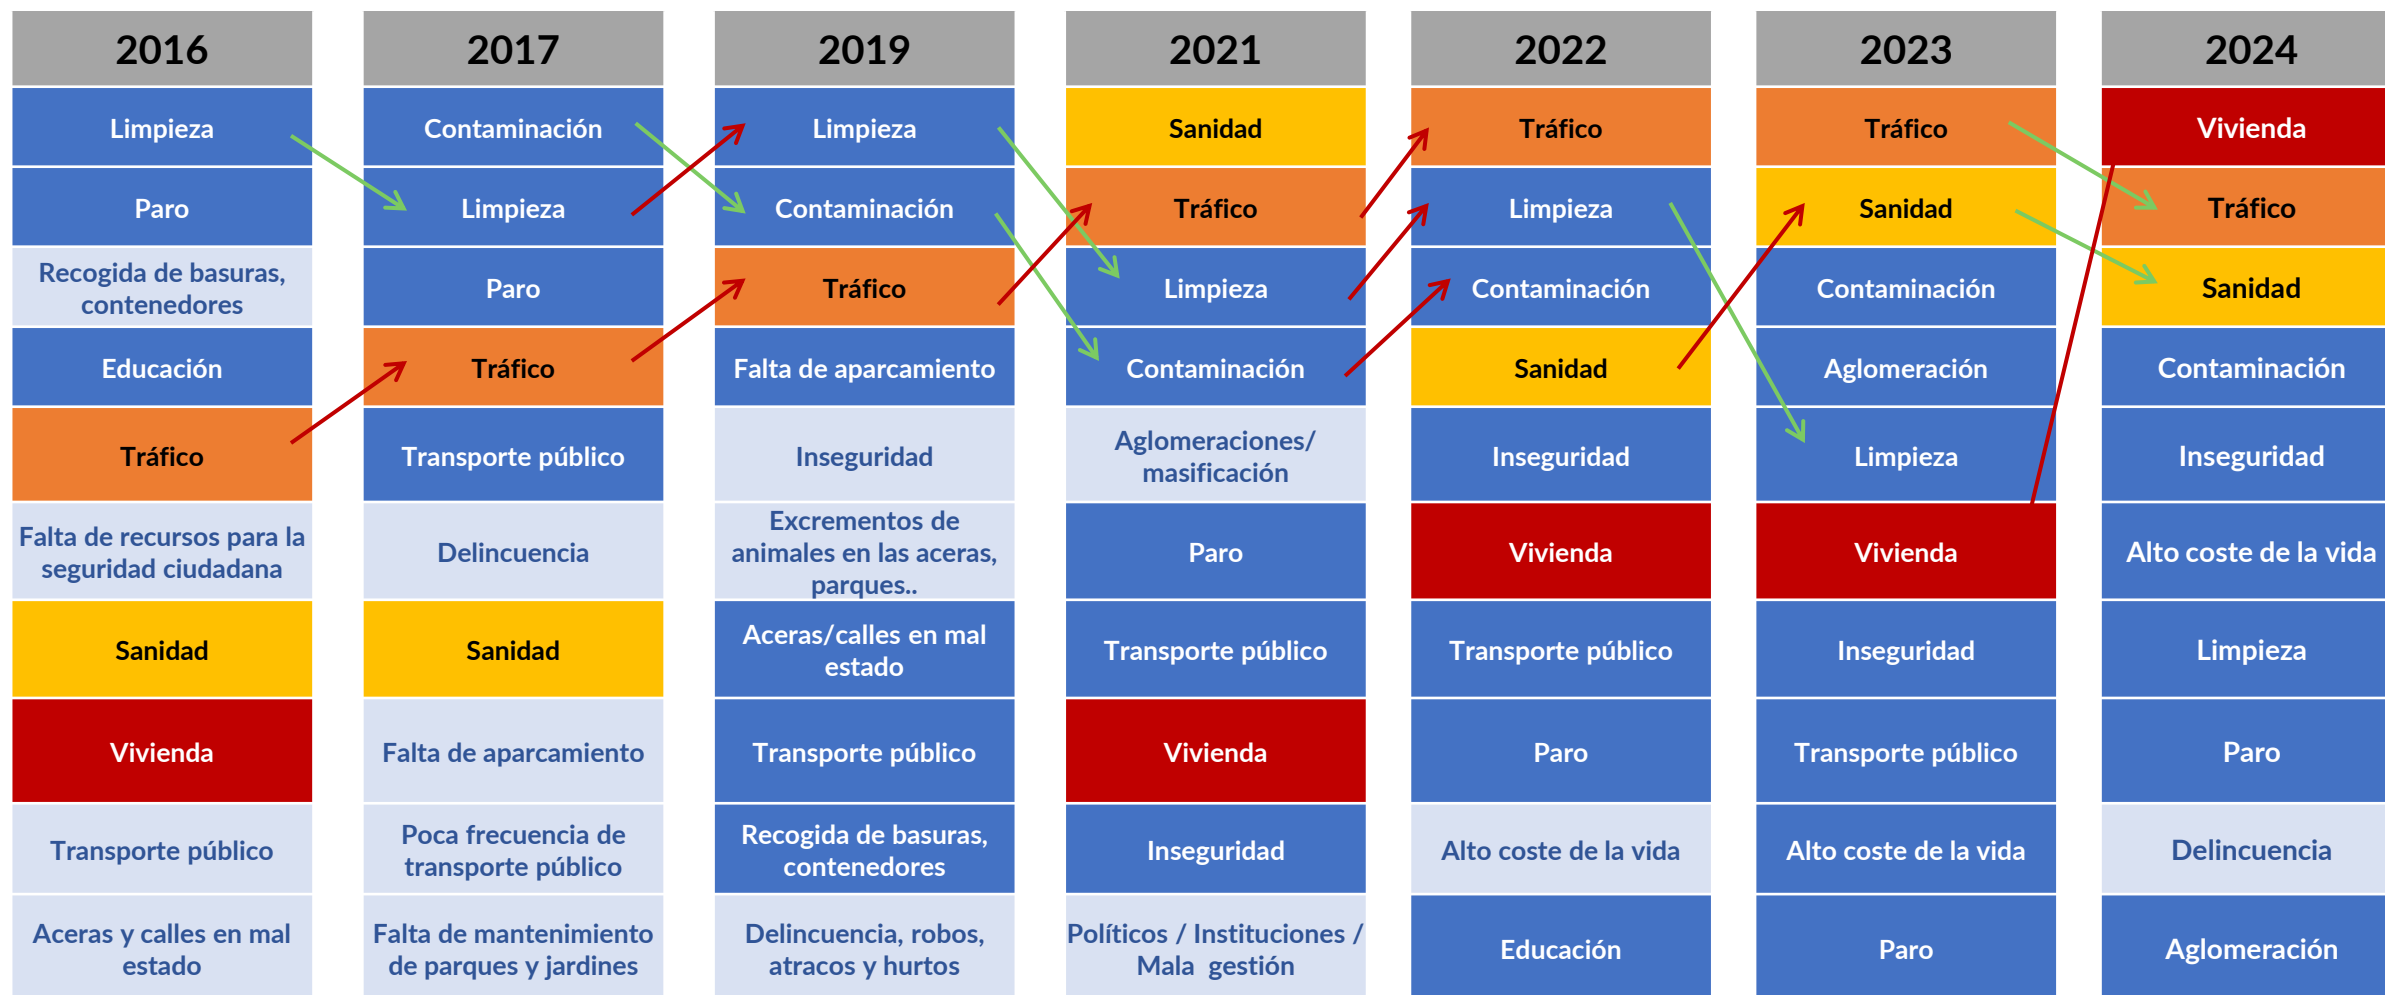 2016
2017
2019
2021
2022
2023
2024
Limpieza
Contaminación
Limpieza
Sanidad
Tráfico
Tráfico
Vivienda
Paro
Limpieza
Contaminación
Tráfico
Limpieza
Sanidad
Tráfico
Recogida de basuras,
contenedores
Paro
Tráfico
Limpieza
Contaminación
Contaminación
Sanidad
Educación
Tráfico
Falta de aparcamiento
Contaminación
Sanidad
Aglomeración
Contaminación
Tráfico
Transporte público
Inseguridad
Aglomeraciones/
masificación
Inseguridad
Limpieza
Inseguridad
Falta de recursos para la
seguridad ciudadana
Delincuencia
Excrementos de
animales en las aceras,
parques..
Paro
Vivienda
Vivienda
Alto coste de la vida
Sanidad
Sanidad
Aceras/calles en mal
estado
Transporte público
Transporte público
Inseguridad
Limpieza
Vivienda
Falta de aparcamiento
Transporte público
Vivienda
Paro
Transporte público
Paro
Transporte público
Poca frecuencia de
transporte público
Recogida de basuras,
contenedores
Inseguridad
Alto coste de la vida
Alto coste de la vida
Delincuencia
Aceras y calles en mal
estado
Falta de mantenimiento
de parques y jardines
Delincuencia, robos,
atracos y hurtos
Políticos / Instituciones /
Mala gestión
Educación
Paro
Aglomeración